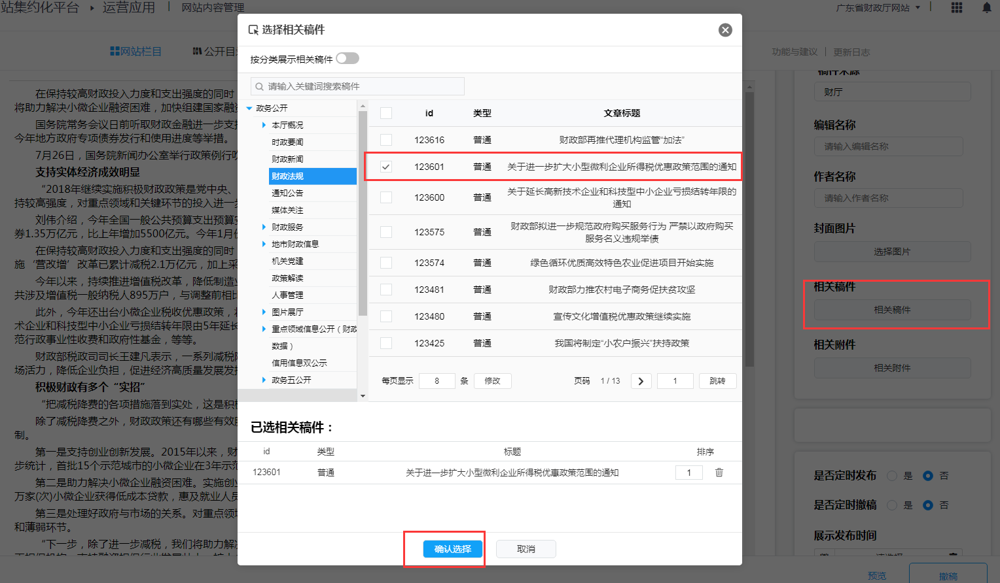 站集约化平台 ▸ 运营应用 | 网站内容管理
广东省财政厅网站
网站栏目
公开目
功能与建议 | 更新日志
在保持较高财政投入力度和支出强度的同时
将助力解决小微企业融资困难，加快组建国家融
国务院常务会议日前听取财政金融进一步支
今年地方政府专项债券发行和使用进度等举措。
7月26日，国务院新闻办公室举行政策例行
支持实体经济成效明显
“2018年继续实施积极财政政策是党中央、
持较高强度，对重点领域和关键环节的投入进一
刘伟介绍，今年全国一般公共预算支出预算
券1.35万亿元，比上年增加5500亿元。今年1月
在保持较高财政投入力度和支出强度的同时
施‘营改增’改革已累计减税2.1万亿元，加上采
今年以来，持续推进增值税改革，降低制造
共涉及增值税一般纳税人895万户，与调整前相
此外，今年还出台小微企业税收优惠政策，
术企业和科技型中小企业亏损结转年限由5年延
范行政事业性收费和政府性基金，等等。
财政部税政司司长王建凡表示，一系列减税
场活力，降低企业负担，促进经济高质量发展发
积极财政有多个“实招”
“把减税降费的各项措施落到实处，这是积
除了减税降费之外，财政政策还有哪些有效
制。
第一是支持创业创新发展。2015年以来，财
步统计，首批15个示范城市的小微企业在3年示
第二是助力解决小微企业融资困难。实施创
万家(次)小微企业获得低成本贷款，惠及就业人
第三是处理好政府与市场的关系。对重点领
和薄弱环节。
“下一步，除了进一步减税，我们将助力解
选择相关稿件
按分类展示相关稿件
请输入关键词搜索稿件
政务公开
本厅概况
时政要闻
财政新闻
财政法规
通知公告
媒体关注
财政服务
地市财政信息
机关党建
政策解读
人事管理
图片展厅
重点领域信息公开（财政
数据）
信用信息双公示
政务五公开
id 类型 文章标题
123616 普通 财政部再推代理机构监管“加法”
123601 普通 关于进一步扩大小型微利企业所得税优惠政策范围的通知
123600 普通 关于延长高新技术企业和科技型中小企业亏损结转年限的
通知
123575 普通 财政部拟进一步规范政府购买服务行为 严禁以政府购买
服务名义违规举债
123574 普通 绿色循环优质高效特色农业促进项目开始实施
123481 普通 财政部力推农村电子商务促扶贫攻坚
123480 普通 宣传文化增值税优惠政策继续实施
123425 普通 我国将制定“小农户振兴”扶持政策
每页显示 8 条 修改 页码 1 / 13 1 跳转
已选相关稿件：
id 类型 标题 排序
123601 普通 关于进一步扩大小型微利企业所得税优惠政策范围的通知 1
确认选择 取消
稿件来源
财厅
编辑名称
请输入编辑名称
作者名称
请输入作者名称
封面图片
选择图片
相关稿件
相关稿件
相关附件
相关附件
是否定时发布 是 否
是否定时撤稿 是 否
展示发布时间
请选择
预览 撤稿